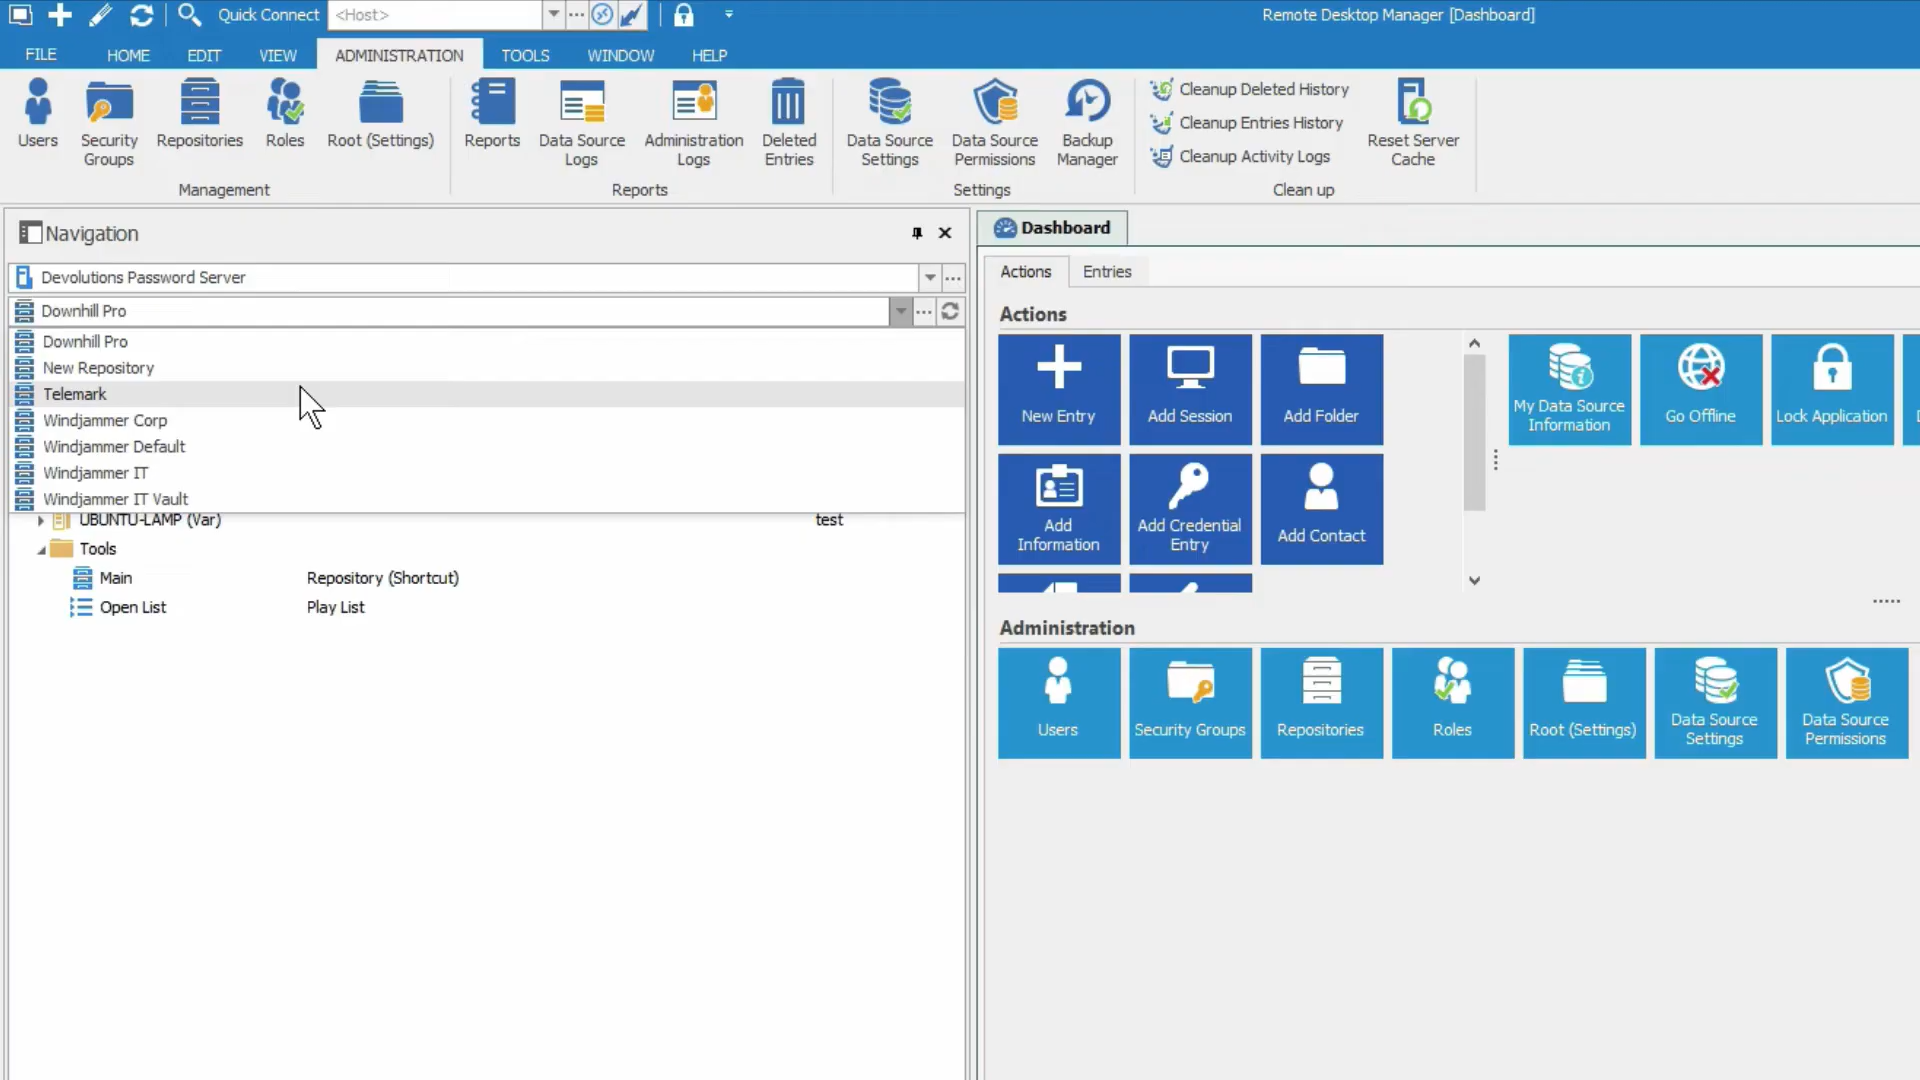 Quick Connect <Host> Remote Desktop Manager [Dashboard]
FILE HOME EDIT VIEW ADMINISTRATION TOOLS WINDOW HELP
Users
Security
Groups
Repositories
Roles
Root (Settings)
Management
Reports
Data Source
Logs
Administration
Logs
Deleted
Entries
Reports
Data Source
Settings
Data Source
Permissions
Backup
Manager
Settings
Cleanup Deleted History
Cleanup Entries History
Cleanup Activity Logs
Reset Server
Cache
Clean up
Navigation
Devolutions Password Server
Downhill Pro
Downhill Pro
New Repository
Telemark
Windjammer Corp
Windjammer Default
Windjammer IT
Windjammer IT Vault
UBUNTU-LAMP (Var) test
Tools
Main Repository (Shortcut)
Open List Play List
Dashboard
Actions Entries
Actions
New Entry
Add Session
Add Folder
My Data Source
Information
Go Offline
Lock Application
Add
Information
Add Credential
Entry
Add Contact
Administration
Users
Security Groups
Repositories
Roles
Root (Settings)
Data Source
Settings
Data Source
Permissions